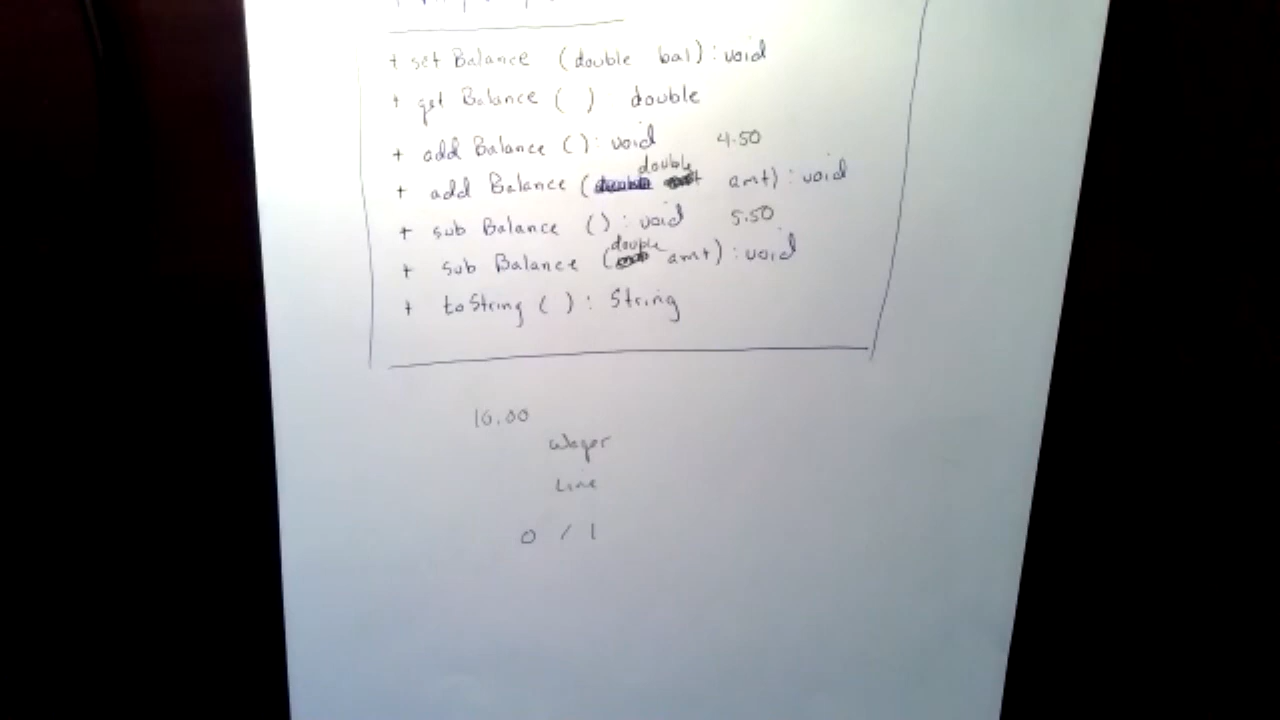 + set Balance (double bal) : void
+ get Balance ( ) double
+ add Balance () : void 4.50
+ add Balance (double amt) : void
+ sub Balance () : void 5.50
+ sub Balance (double amt) : void
+ toString ( ) : String
10.00
Wager
Line
0 / 1